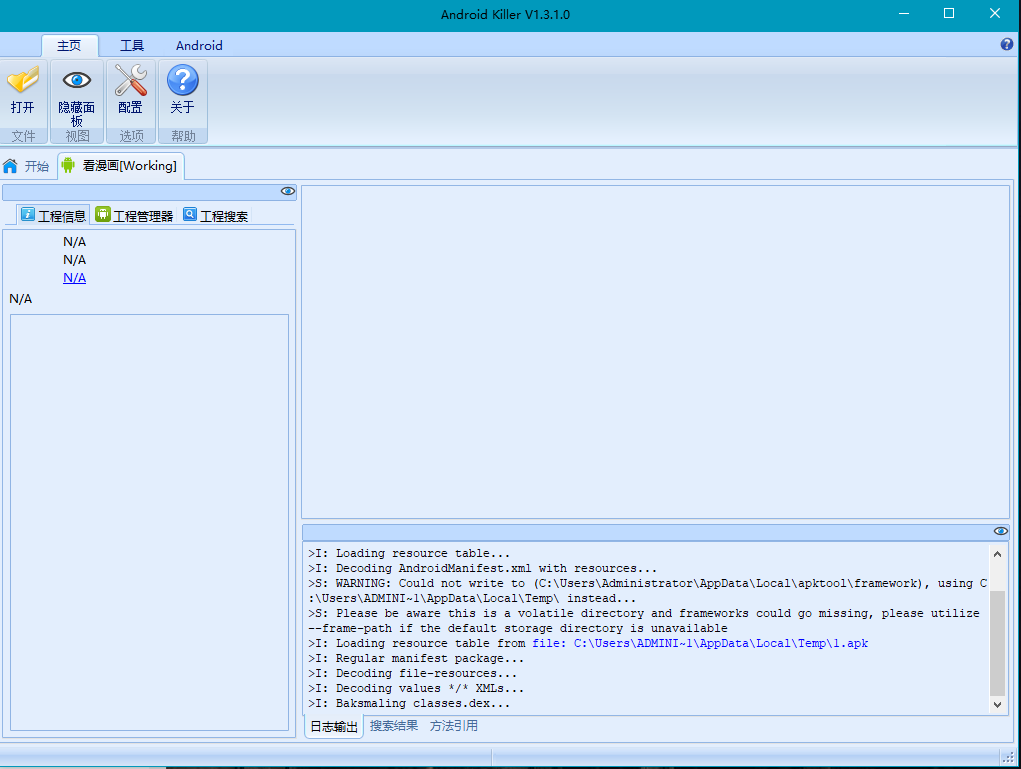 Android Killer V1.3.1.0
主页 工具 Android
打开
隐藏面
板
配置
关于
文件 视图 选项 帮助
开始 看漫画[Working]
工程信息 工程管理器 工程搜索
N/A
N/A
N/A
N/A
>I: Loading resource table...
>I: Decoding AndroidManifest.xml with resources...
>S: WARNING: Could not write to (C:\Users\Administrator\AppData\Local\apktool\framework), using C
:\Users\ADMINI~1\AppData\Local\Temp\ instead...
>S: Please be aware this is a volatile directory and frameworks could go missing, please utilize
--frame-path if the default storage directory is unavailable
>I: Loading resource table from file: C:\Users\ADMINI~1\AppData\Local\Temp\1.apk
>I: Regular manifest package...
>I: Decoding file-resources...
>I: Decoding values */* XMLs...
>I: Baksmaling classes.dex...
日志输出 搜索结果 方法引用